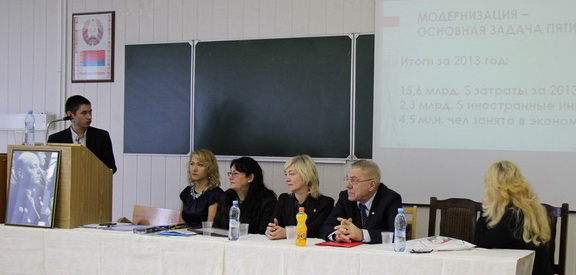 МОДЕРНИЗАЦИЯ –
ОСНОВНАЯ ЗАДАЧА ПЯТИ
Итоги за 2013 год:
15,6 млрд. $ затраты за 2013
2,3 млрд. $ иностранные ин
4,5 млн. чел занято в эконом